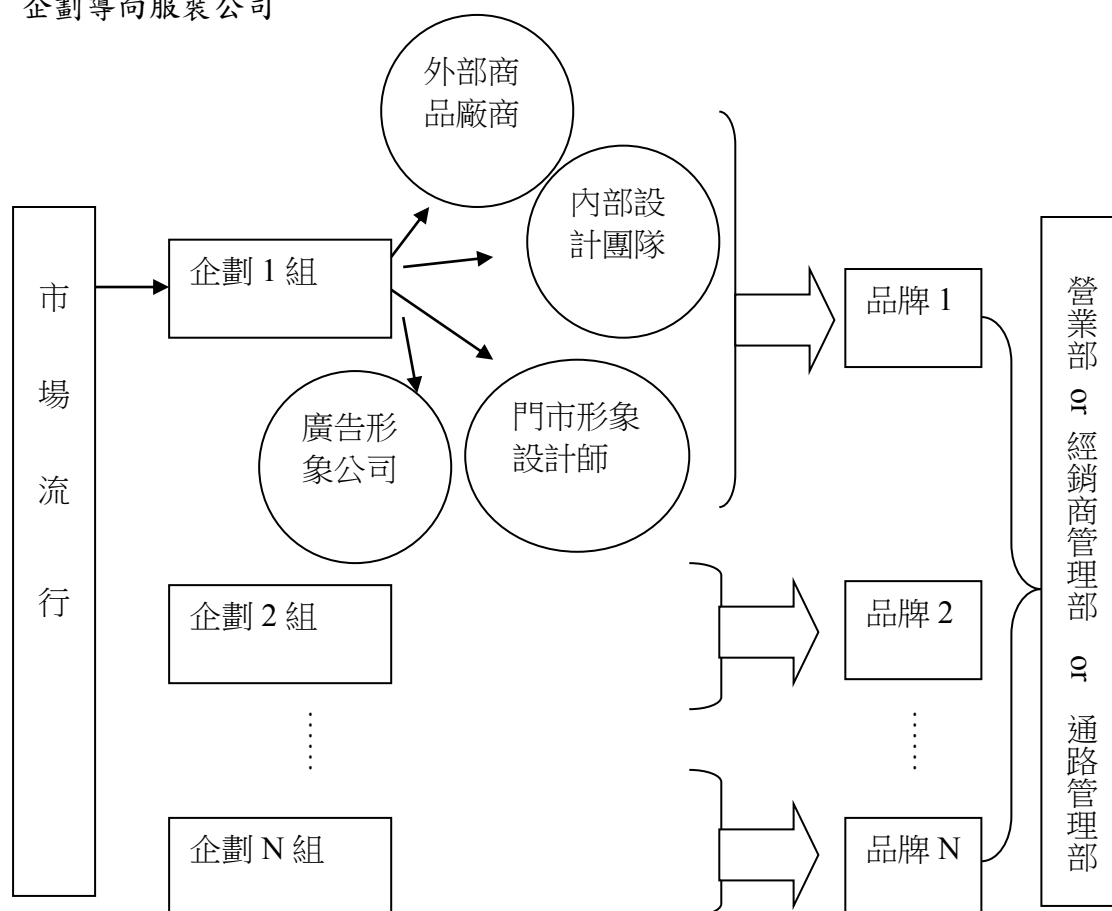 企劃導向服裝公司
外部商
品廠商
內部設
計團隊
市場流行
企劃 1 組
品牌 1
廣告形
象公司
門市形象
設計師
企劃 2 組
品牌 2
企劃 N 組
品牌 N
營業部 or 經銷商管理部 or 通路管理部